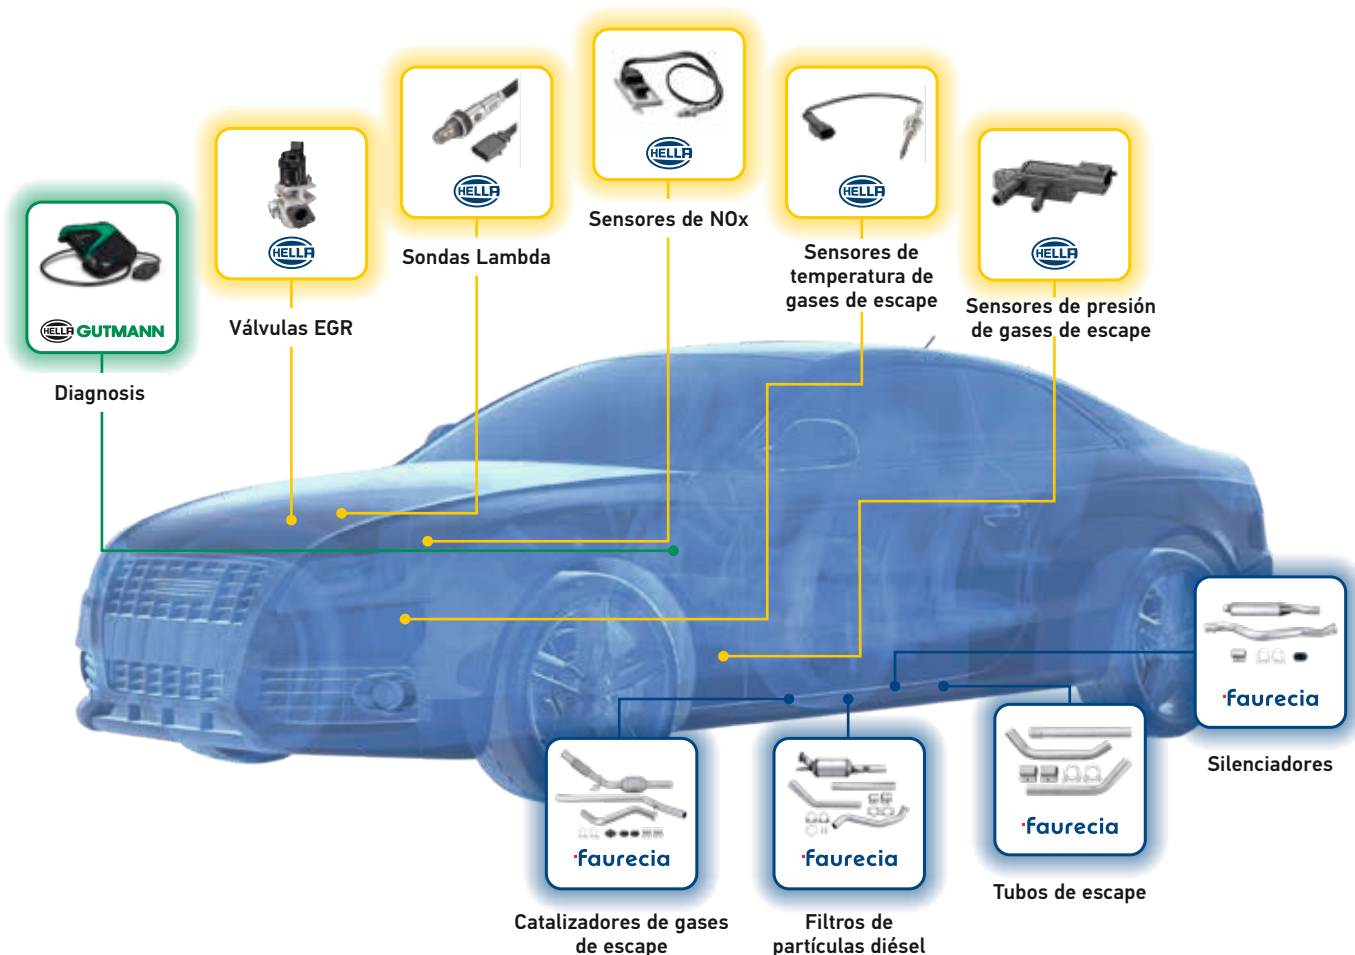 HELLA
Sensores de NOx
HELLA
Sondas Lambda
HELLA
Sensores de
temperatura de
gases de escape
HELLA
Sensores de presión
de gases de escape
HELLA
Válvulas EGR
HELLA GUTMANN
Diagnosis
faurecia
Silenciadores
faurecia
Tubos de escape
faurecia
Catalizadores de gases
de escape
faurecia
Filtros de
partículas diésel